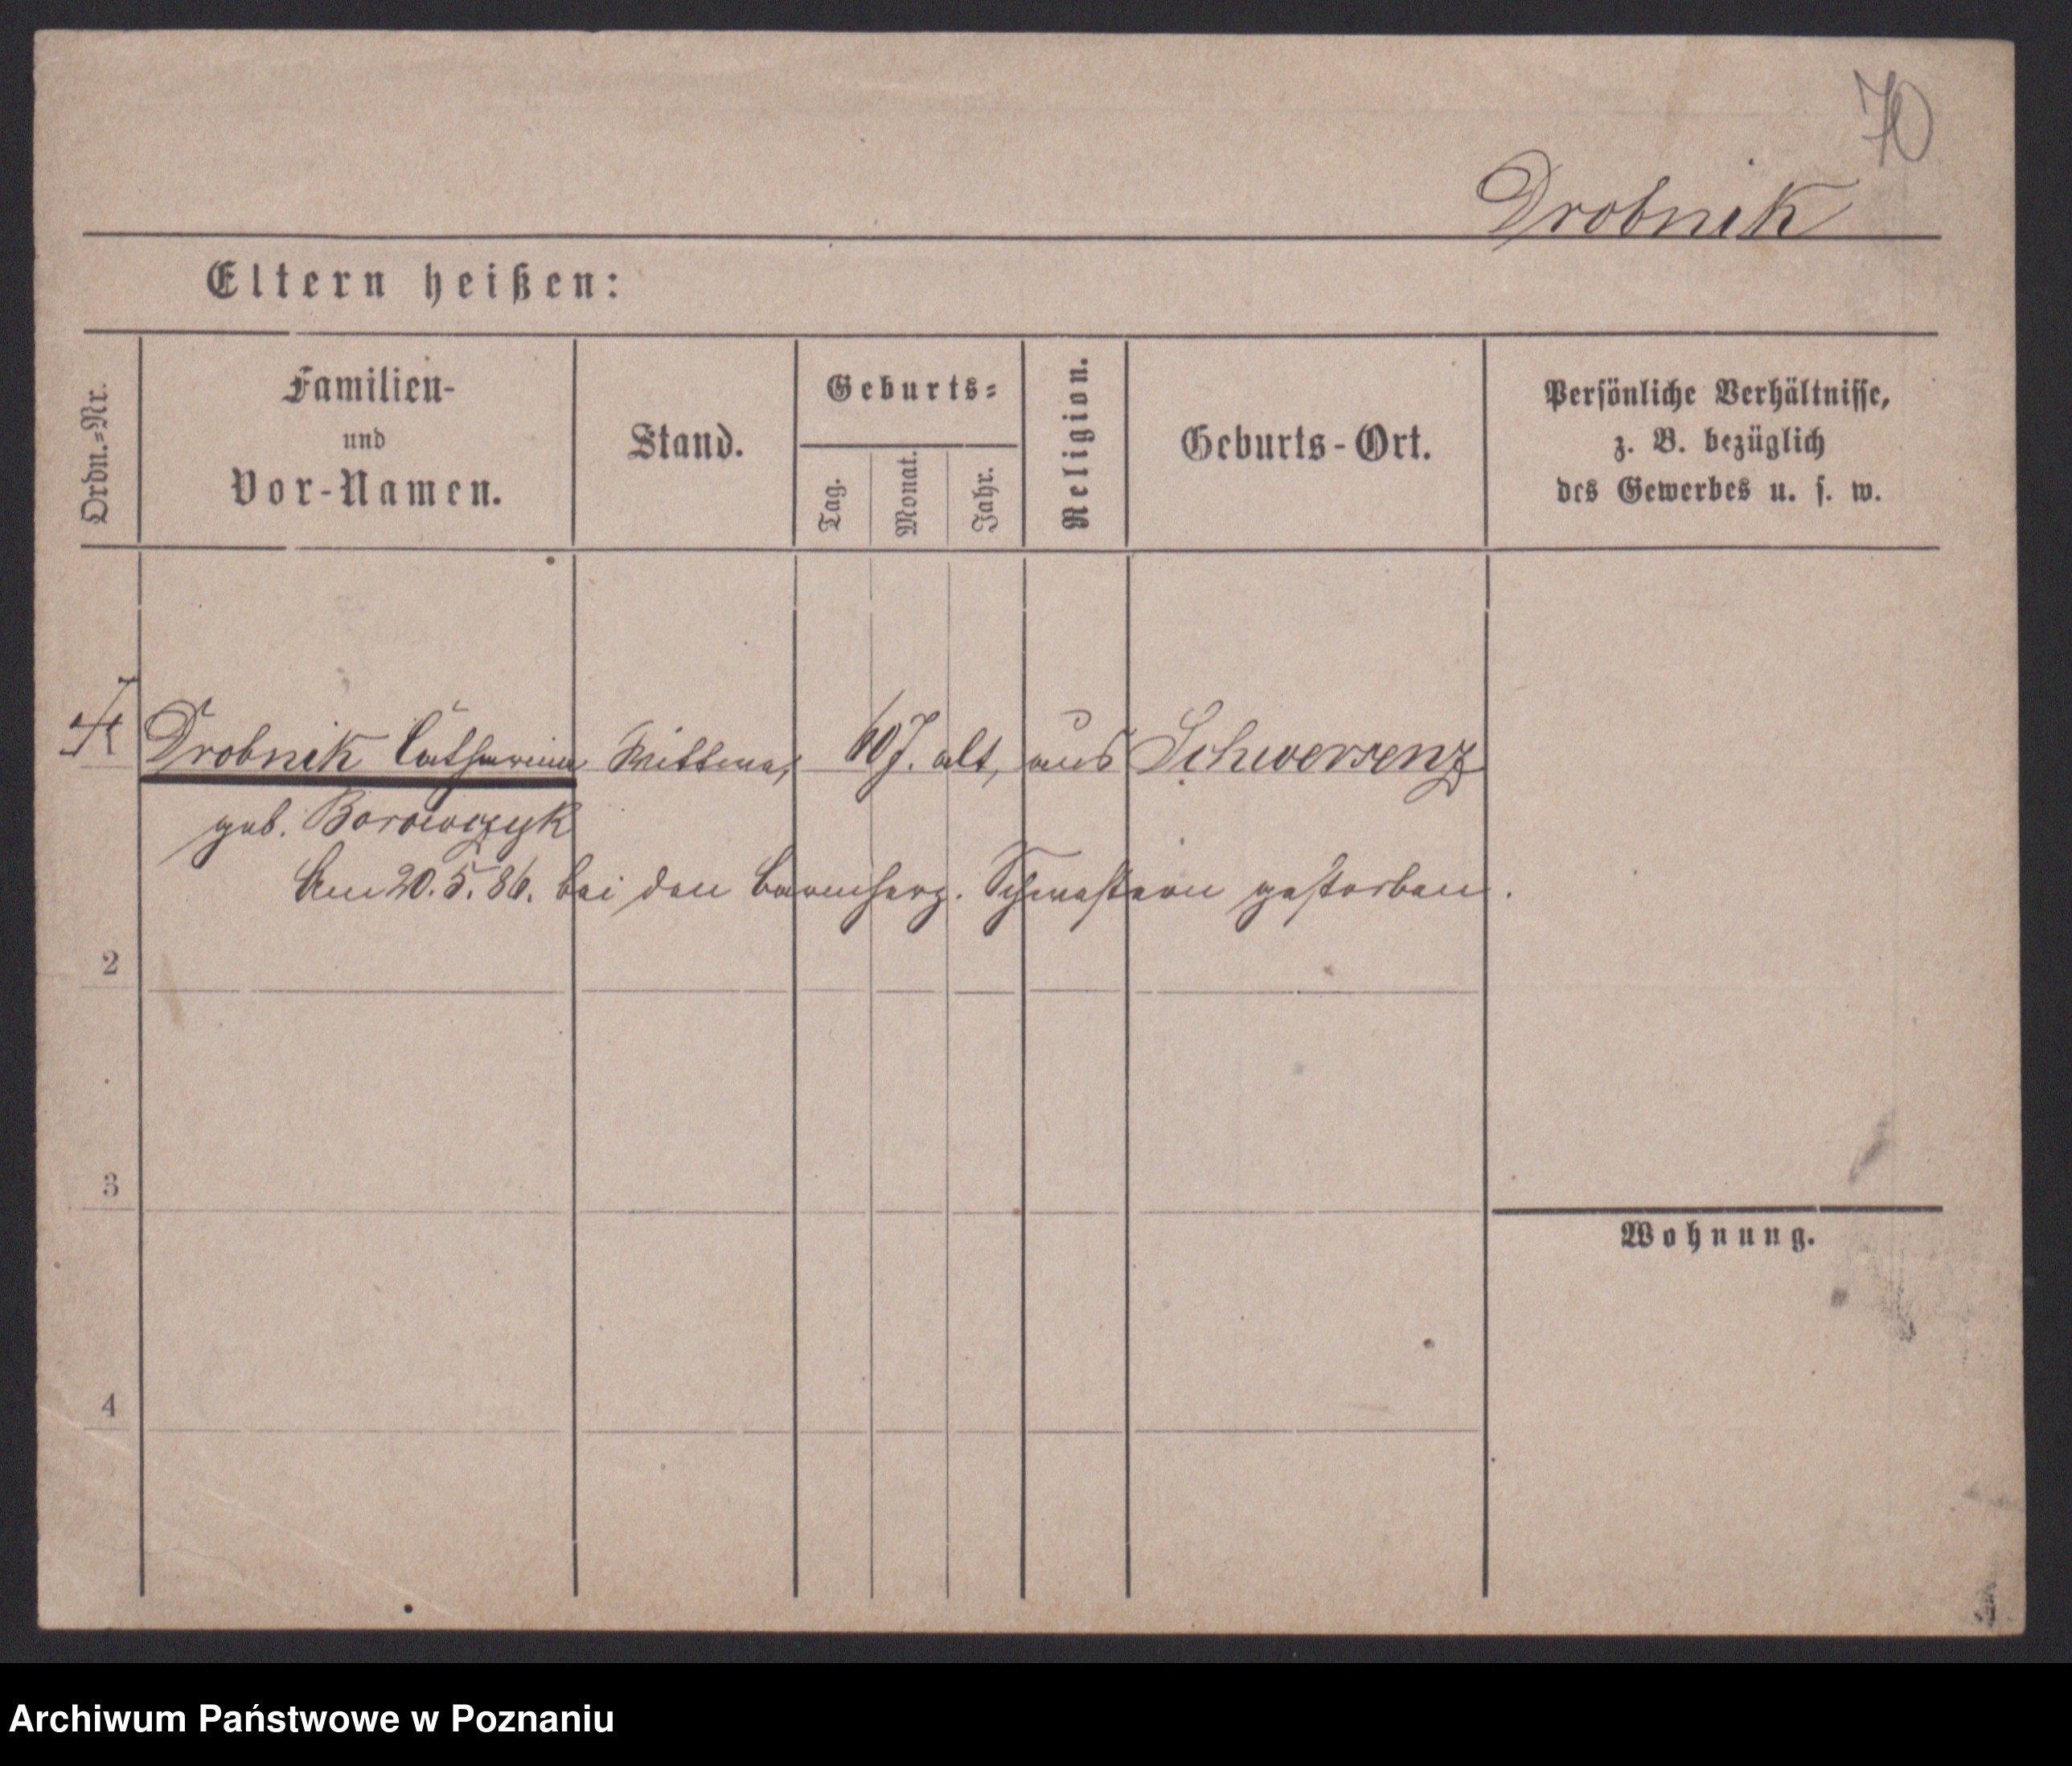 70
Drobnik
Eltern heißen:
Ordn.=Nr.
Familien-
und
Vor-Namen.
Stand.
Geburts=
Tag.
Monat.
Jahr.
Religion.
Geburts-Ort.
Persönliche Verhältnisse,
z. B. bezüglich
des Gewerbes u. s. w.
Drobnik Catharina Wittwe, 60 J. alt, aus Schwersenz
geb. Borowczyk
Am 20.5.86. bei den barmherz. Schwestern gestorben.
2
3
Wohnung.
4
Archiwum Państwowe w Poznaniu